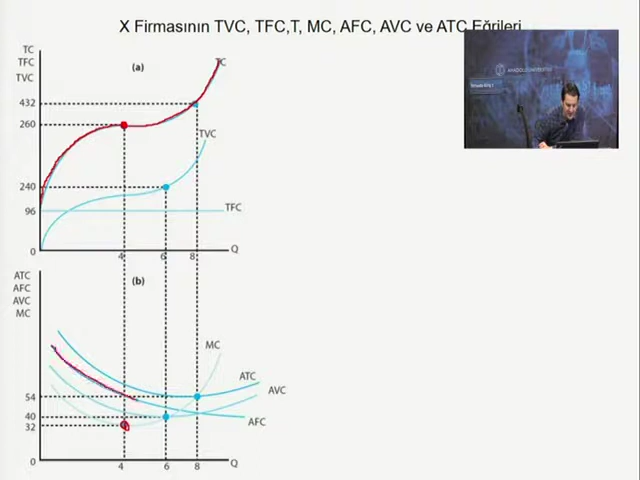 X Firmasının TVC, TFC,T, MC, AFC, AVC ve ATC Eğrileri
TC
TFC
TVC
(a)
TC
432
260
TVC
240
96
TFC
0
4
6
8
Q
ATC
AFC
AVC
MC
(b)
MC
ATC
AVC
54
40
32
AFC
0
4
6
8
Q